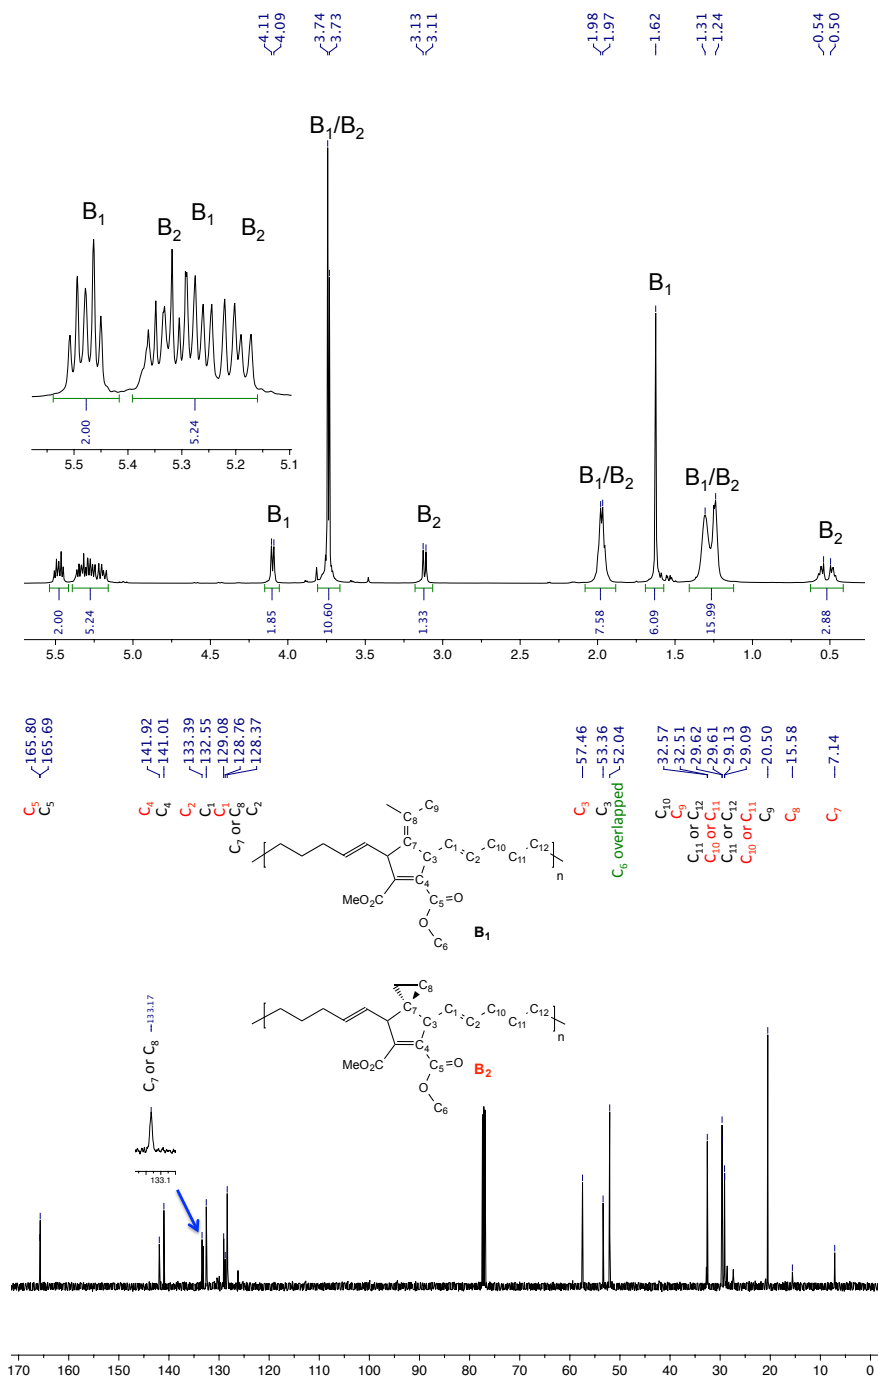 4.11
4.09
3.74
3.73
3.13
3.11
1.98
1.97
1.62
1.31
1.24
0.54
0.50
B1/B2
B1
B2
B1
B2
B1
2.00
5.24
5.5 5.4 5.3 5.2 5.1
B1/B2
B1/B2
B1
B2
B2
2.00
5.24
1.85
10.60
1.33
7.58
6.09
15.99
2.88
5.5 5.0 4.5 4.0 3.5 3.0 2.5 2.0 1.5 1.0 0.5
165.80
165.69
141.92
141.01
133.39
132.55
129.08
128.76
128.37
57.46
53.36
52.04
32.57
32.51
29.62
29.61
29.13
29.09
20.50
15.58
7.14
C5
C5
C4
C4
C2
C1
C1
C7 or C8
C2
C3
C3
C6 overlapped
C10
C9
C11 or C12
C10 or C11
C11 or C12
C10 or C11
C9
C8
C7
C9
C8
C7
C3
C1
C2
C10
C11
C12
n
C4
MeO2C
C5=O
O
C6
B1
C8
C7
C3
C1
C2
C10
C11
C12
n
C4
MeO2C
C5=O
O
C6
B2
133.17
C7 or C8
133.1
170 160 150 140 130 120 110 100 90 80 70 60 50 40 30 20 10 0